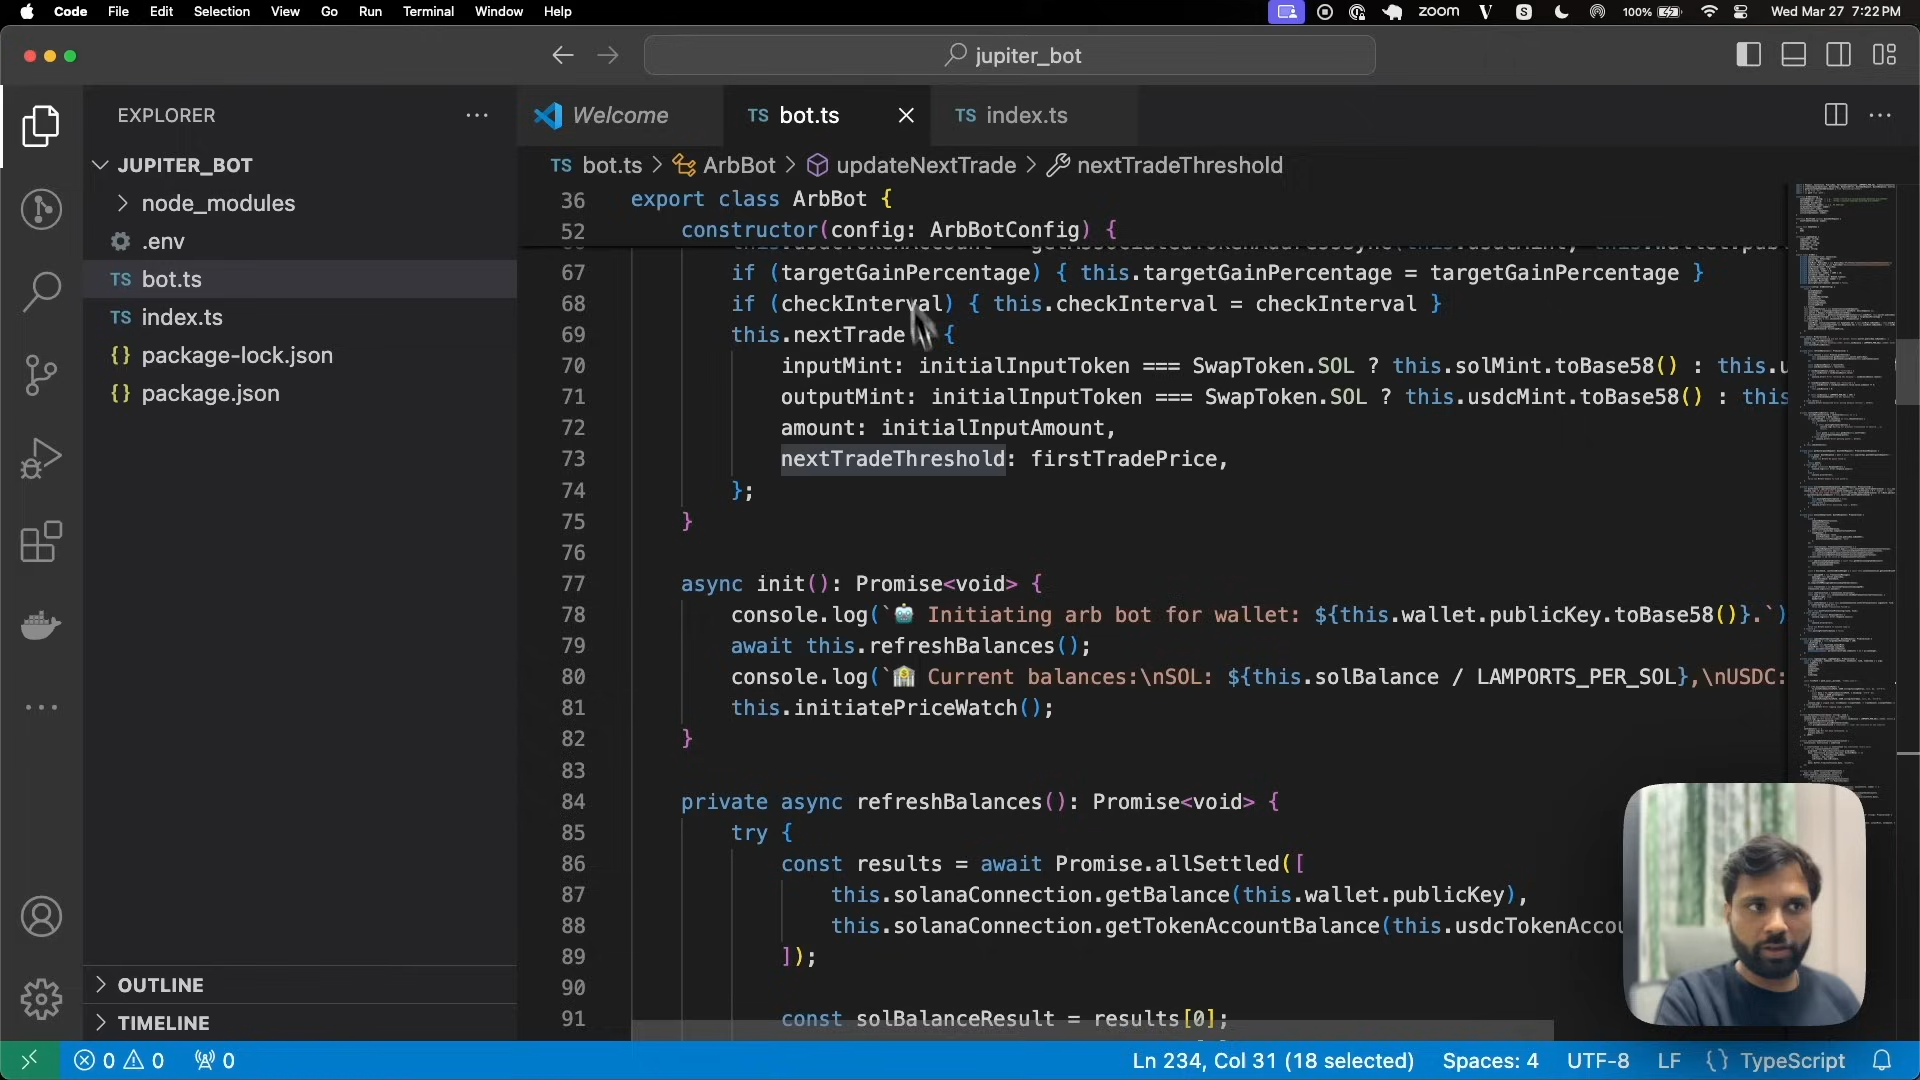 Code File Edit Selection View Go Run Terminal Window Help zoom V S 100% Wed Mar 27 7:22 PM
jupiter_bot
EXPLORER ···
JUPITER_BOT
node_modules
.env
TS bot.ts
TS index.ts
{} package-lock.json
{} package.json
OUTLINE
TIMELINE
Welcome TS bot.ts TS index.ts
TS bot.ts > ArbBot > updateNextTrade > nextTradeThreshold
36 export class ArbBot {
52 constructor(config: ArbBotConfig) {
67 if (targetGainPercentage) { this.targetGainPercentage = targetGainPercentage }
68 if (checkInterval) { this.checkInterval = checkInterval }
69 this.nextTrade {
70 inputMint: initialInputToken === SwapToken.SOL ? this.solMint.toBase58() : this.u
71 outputMint: initialInputToken === SwapToken.SOL ? this.usdcMint.toBase58() : this
72 amount: initialInputAmount,
73 nextTradeThreshold: firstTradePrice,
74 };
75 }
76
77 async init(): Promise<void> {
78 console.log(`🤖 Initiating arb bot for wallet: ${this.wallet.publicKey.toBase58()}.`)
79 await this.refreshBalances();
80 console.log(`🏦 Current balances:\nSOL: ${this.solBalance / LAMPORTS_PER_SOL},\nUSDC:
81 this.initiatePriceWatch();
82 }
83
84 private async refreshBalances(): Promise<void> {
85 try {
86 const results = await Promise.allSettled([
87 this.solanaConnection.getBalance(this.wallet.publicKey),
88 this.solanaConnection.getTokenAccountBalance(this.usdcTokenAccou
89 ]);
90
91 const solBalanceResult = results[0];
0 0 0 Ln 234, Col 31 (18 selected) Spaces: 4 UTF-8 LF {} TypeScript